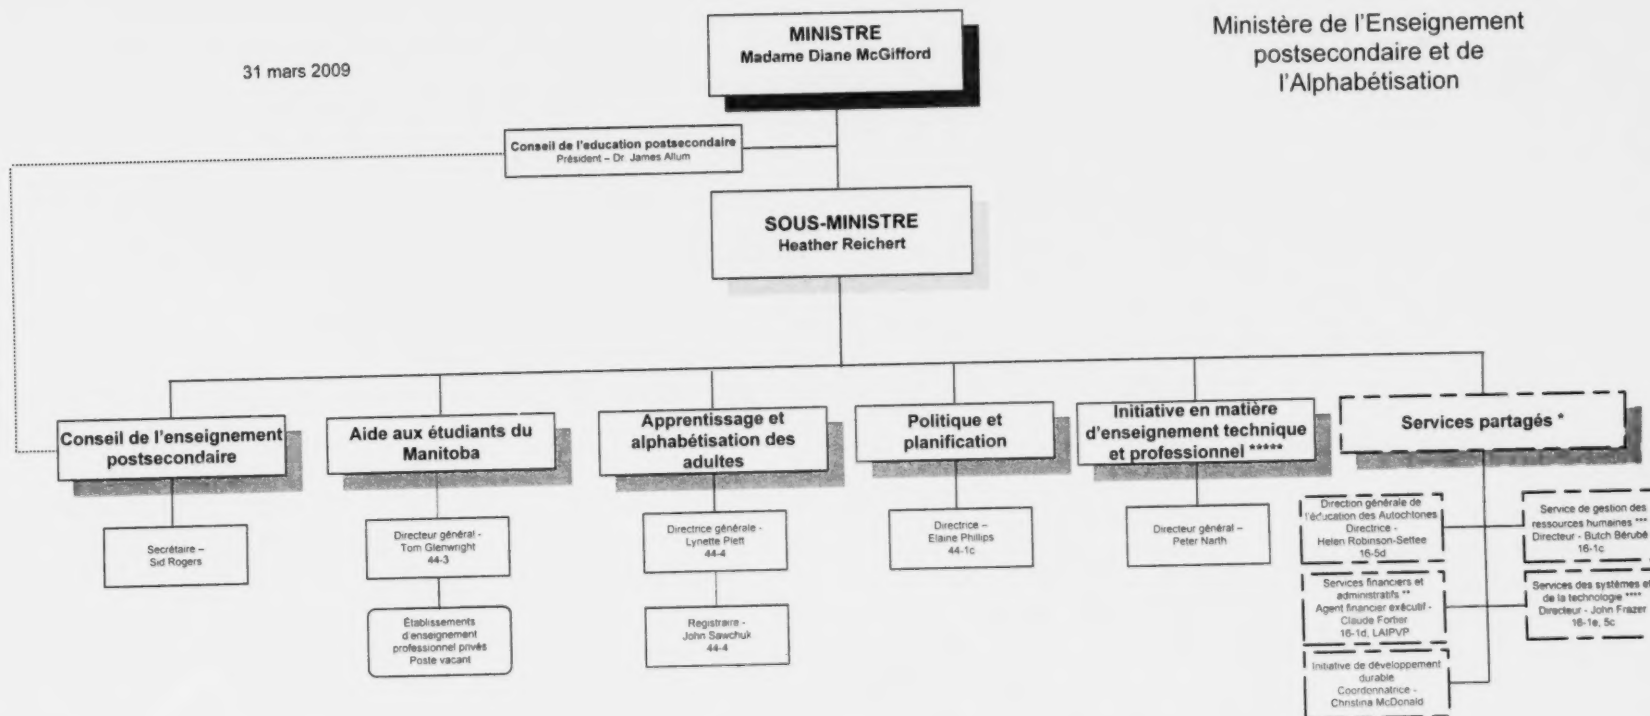 31 mars 2009
MINISTRE
Madame Diane McGifford
Ministère de l'Enseignement
postsecondaire et de
l'Alphabétisation
Conseil de l'education postsecondaire
Président – Dr. James Allum
SOUS-MINISTRE
Heather Reichert
Conseil de l'enseignement
postsecondaire
Secrétaire –
Sid Rogers
Aide aux étudiants du
Manitoba
Directeur général -
Tom Glenwright
44-3
Établissements
d'enseignement
professionnel privés
Poste vacant
Apprentissage et
alphabétisation des
adultes
Directrice générale -
Lynette Plett
44-4
Registraire -
John Sawchuk
44-4
Politique et
planification
Directrice –
Elaine Phillips
44-1c
Initiative en matière
d'enseignement technique
et professionnel *****
Directeur général –
Peter Narth
Services partagés *
Direction générale de
l'éducation des Autochtones
Directrice -
Helen Robinson-Settee
16-5d
Service de gestion des
ressources humaines ***
Directeur - Butch Bérubé
16-1c
Services financiers et
administratifs **
Agent financier exécutif -
Claude Fortier
16-1d, LAIPVP
Services des systèmes et
de la technologie ****
Directeur - John Frazer
16-1e, 5c
Initiative de développement
durable
Coordonnatrice -
Christina McDonald